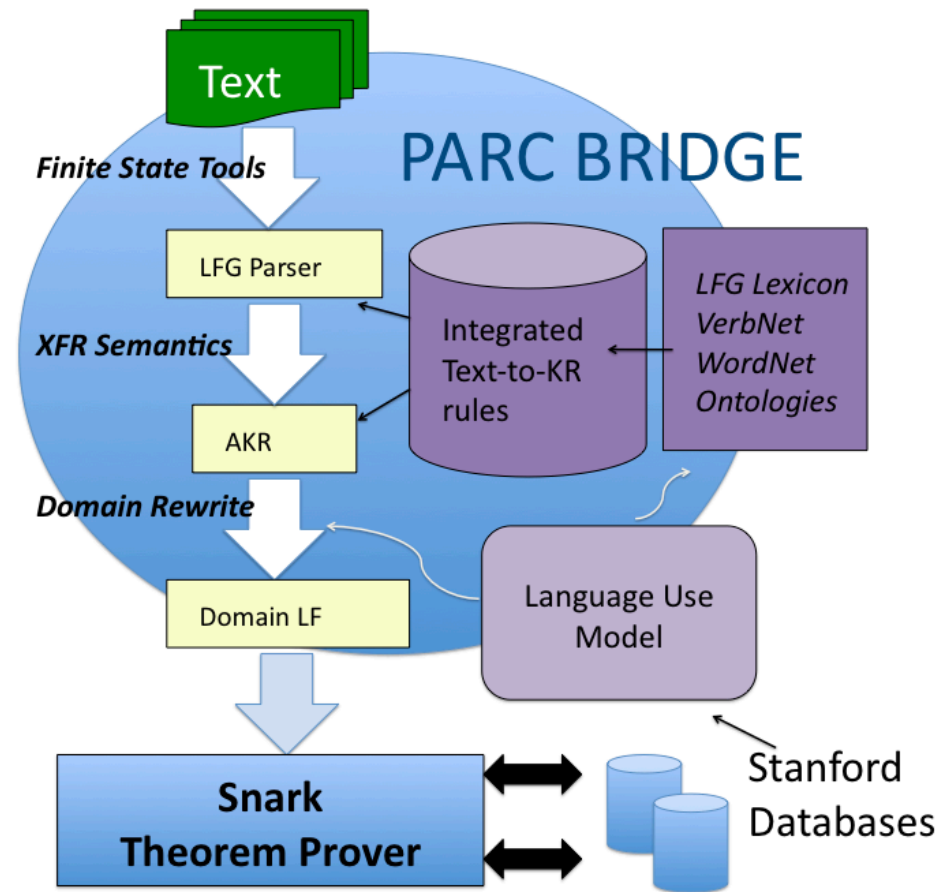 Text
PARC BRIDGE
Finite State Tools
LFG Parser
XFR Semantics
Integrated
Text-to-KR
rules
LFG Lexicon
VerbNet
WordNet
Ontologies
AKR
Domain Rewrite
Domain LF
Language Use
Model
Snark
Theorem Prover
Stanford
Databases